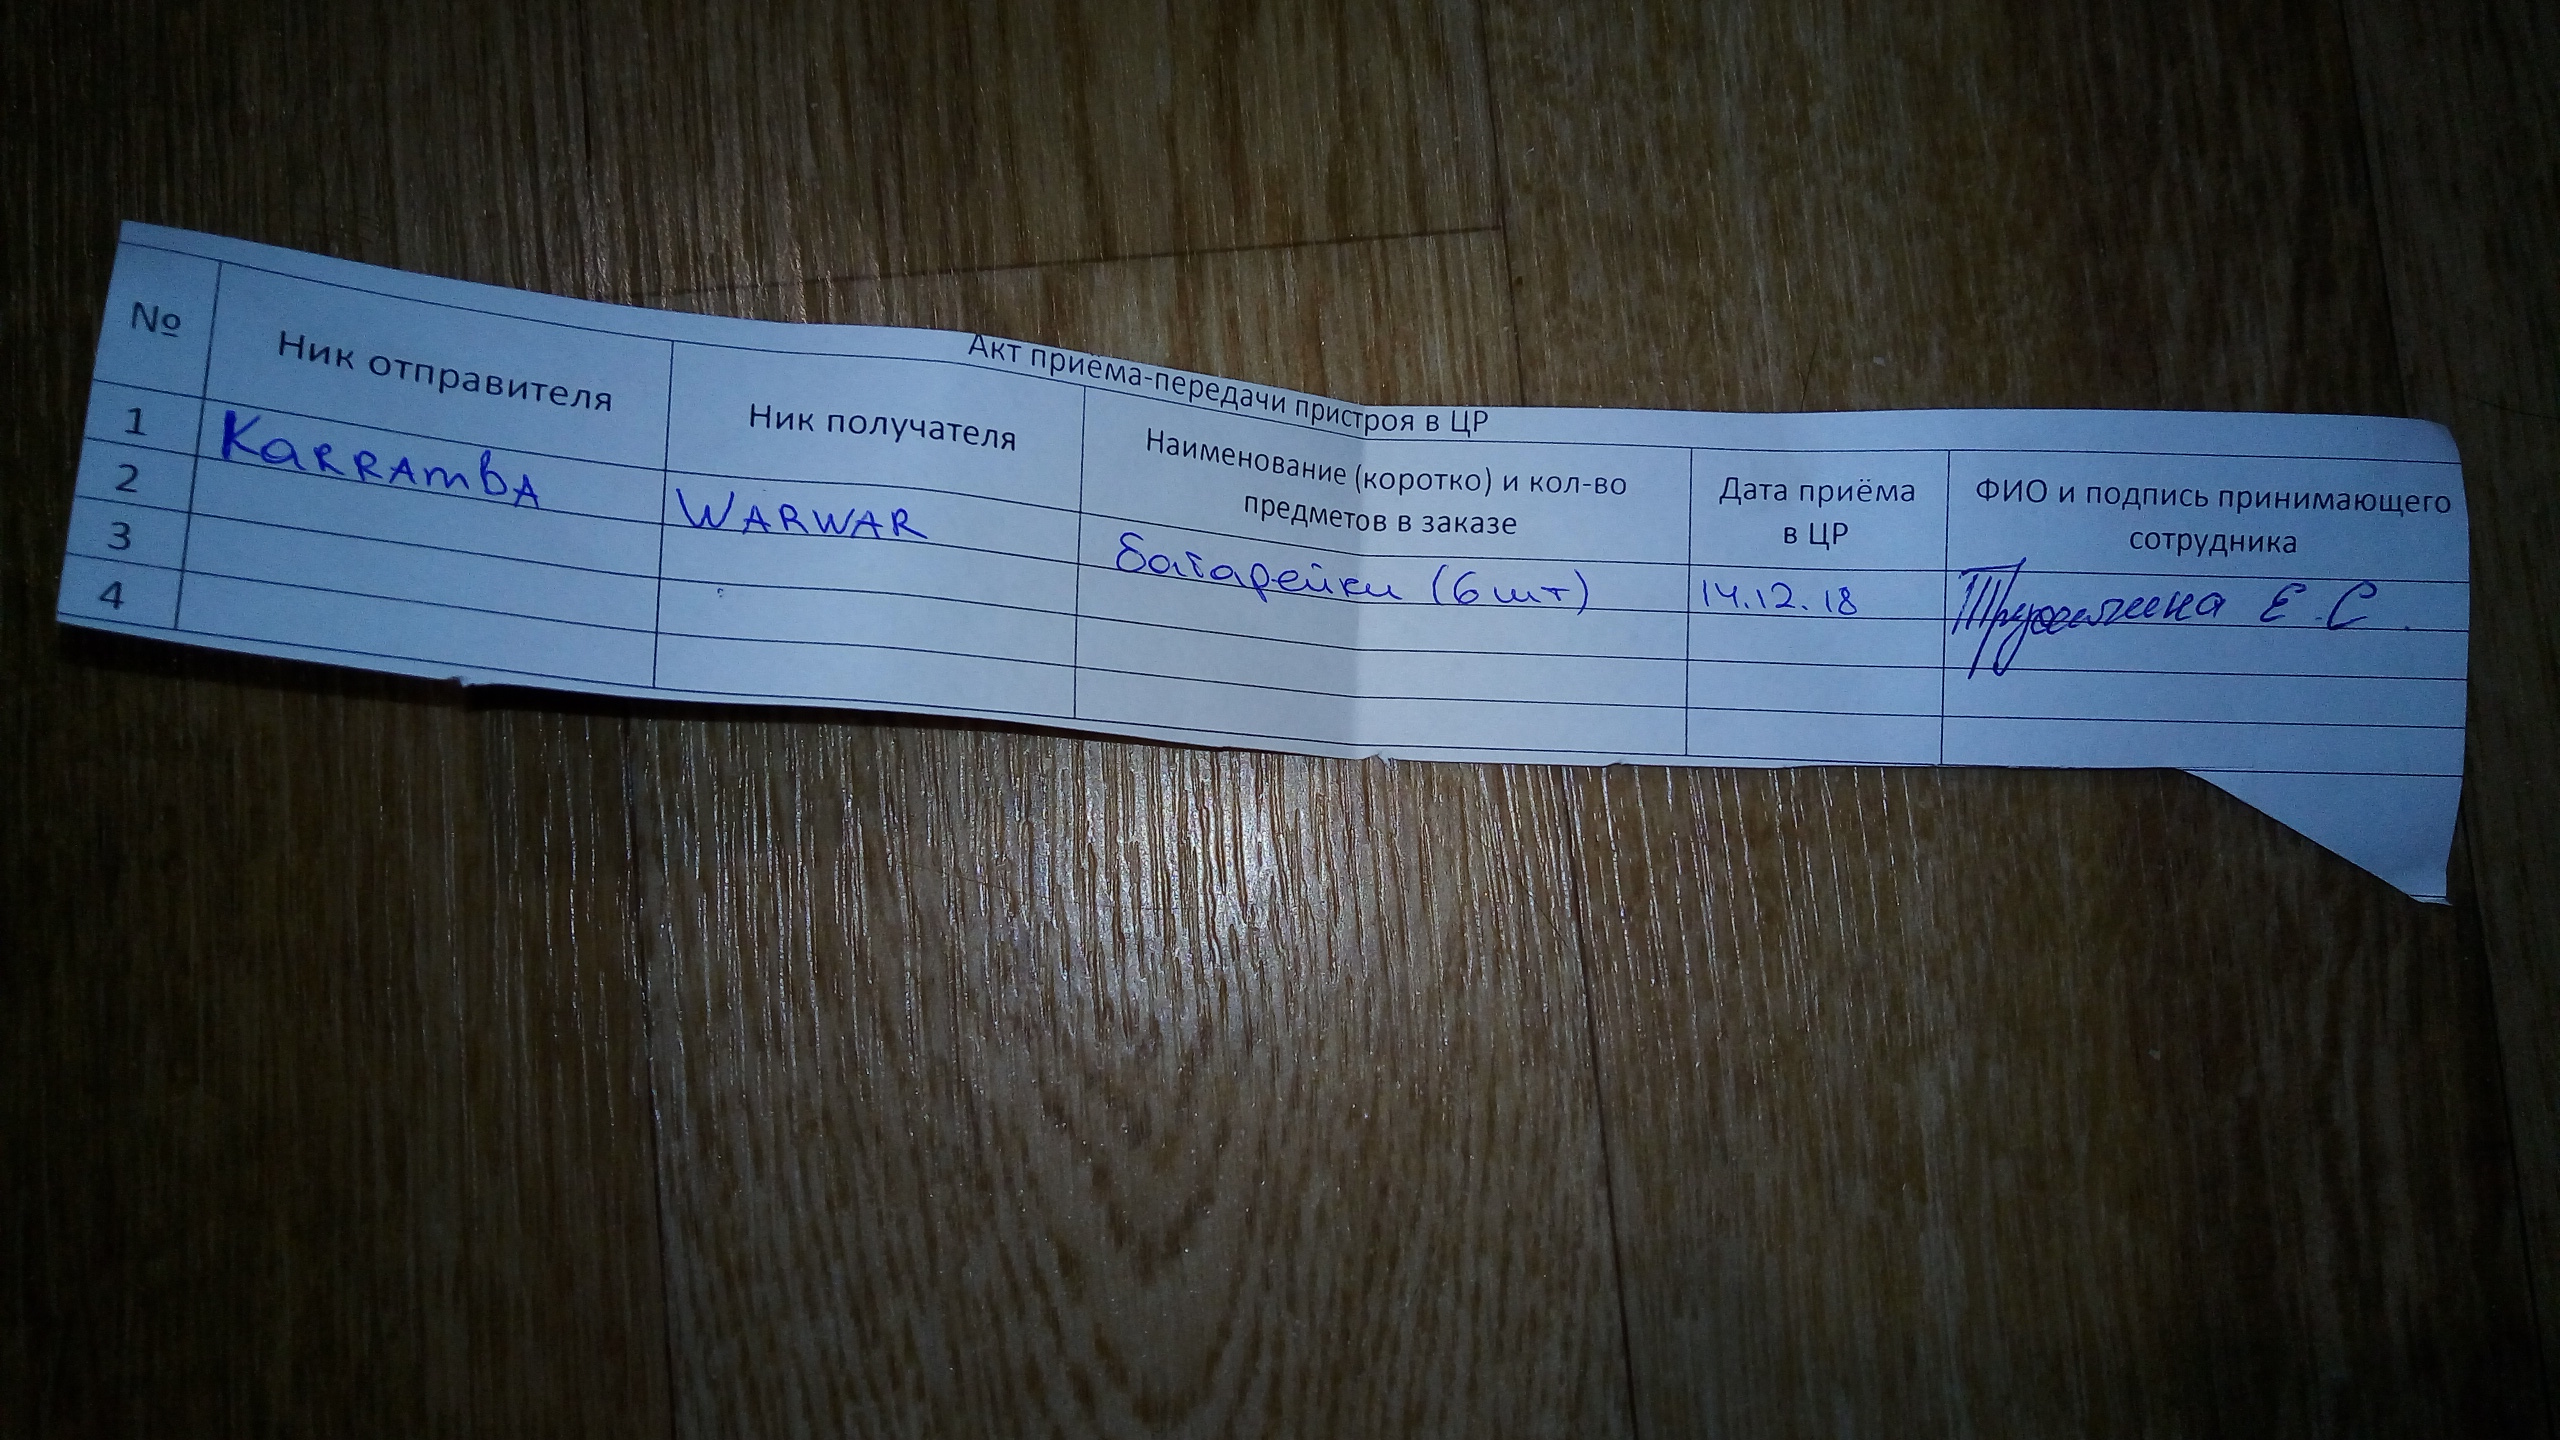 Акт приёма-передачи пристроя в ЦР
№ Ник отправителя Ник получателя Наименование (коротко) и кол-во предметов в заказе Дата приёма в ЦР ФИО и подпись принимающего сотрудника
1 KaRRAmbA WARWAR батарейки (6 шт) 14.12.18 Е.С.
2
3
4